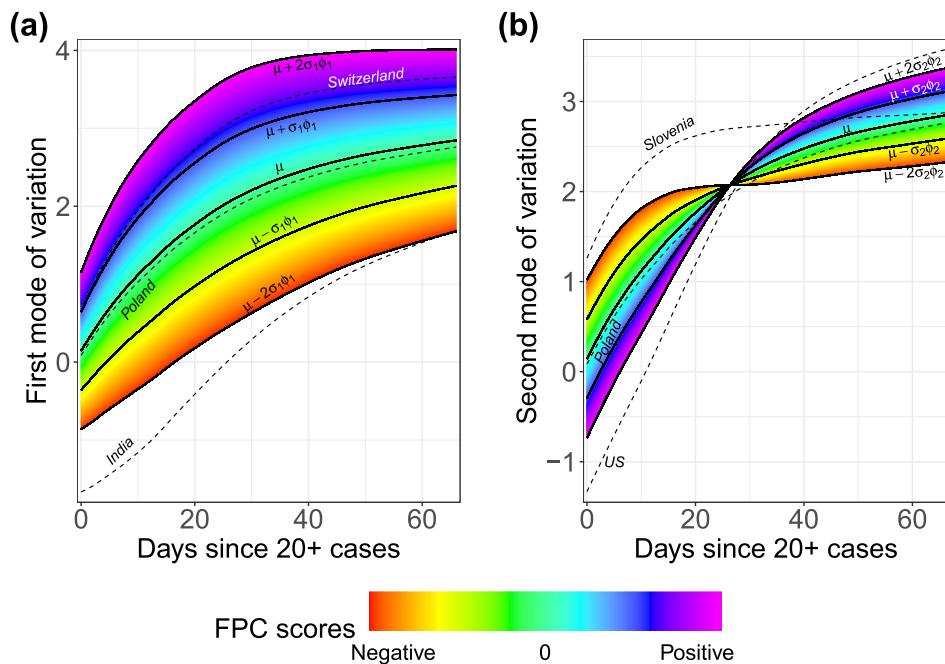 (a)
First mode of variation
4
2
0
μ + 2σ₁ϕ₁
Switzerland
μ + σ₁ϕ₁
μ
μ − σ₁ϕ₁
Poland
μ − 2σ₁ϕ₁
India
0 20 40 60
Days since 20+ cases
(b)
Second mode of variation
3
2
1
0
−1
μ + 2σ₂ϕ₂
μ + σ₂ϕ₂
Slovenia
μ
μ − σ₂ϕ₂
μ − 2σ₂ϕ₂
Poland
US
0 20 40 60
Days since 20+ cases
FPC scores
Negative 0 Positive